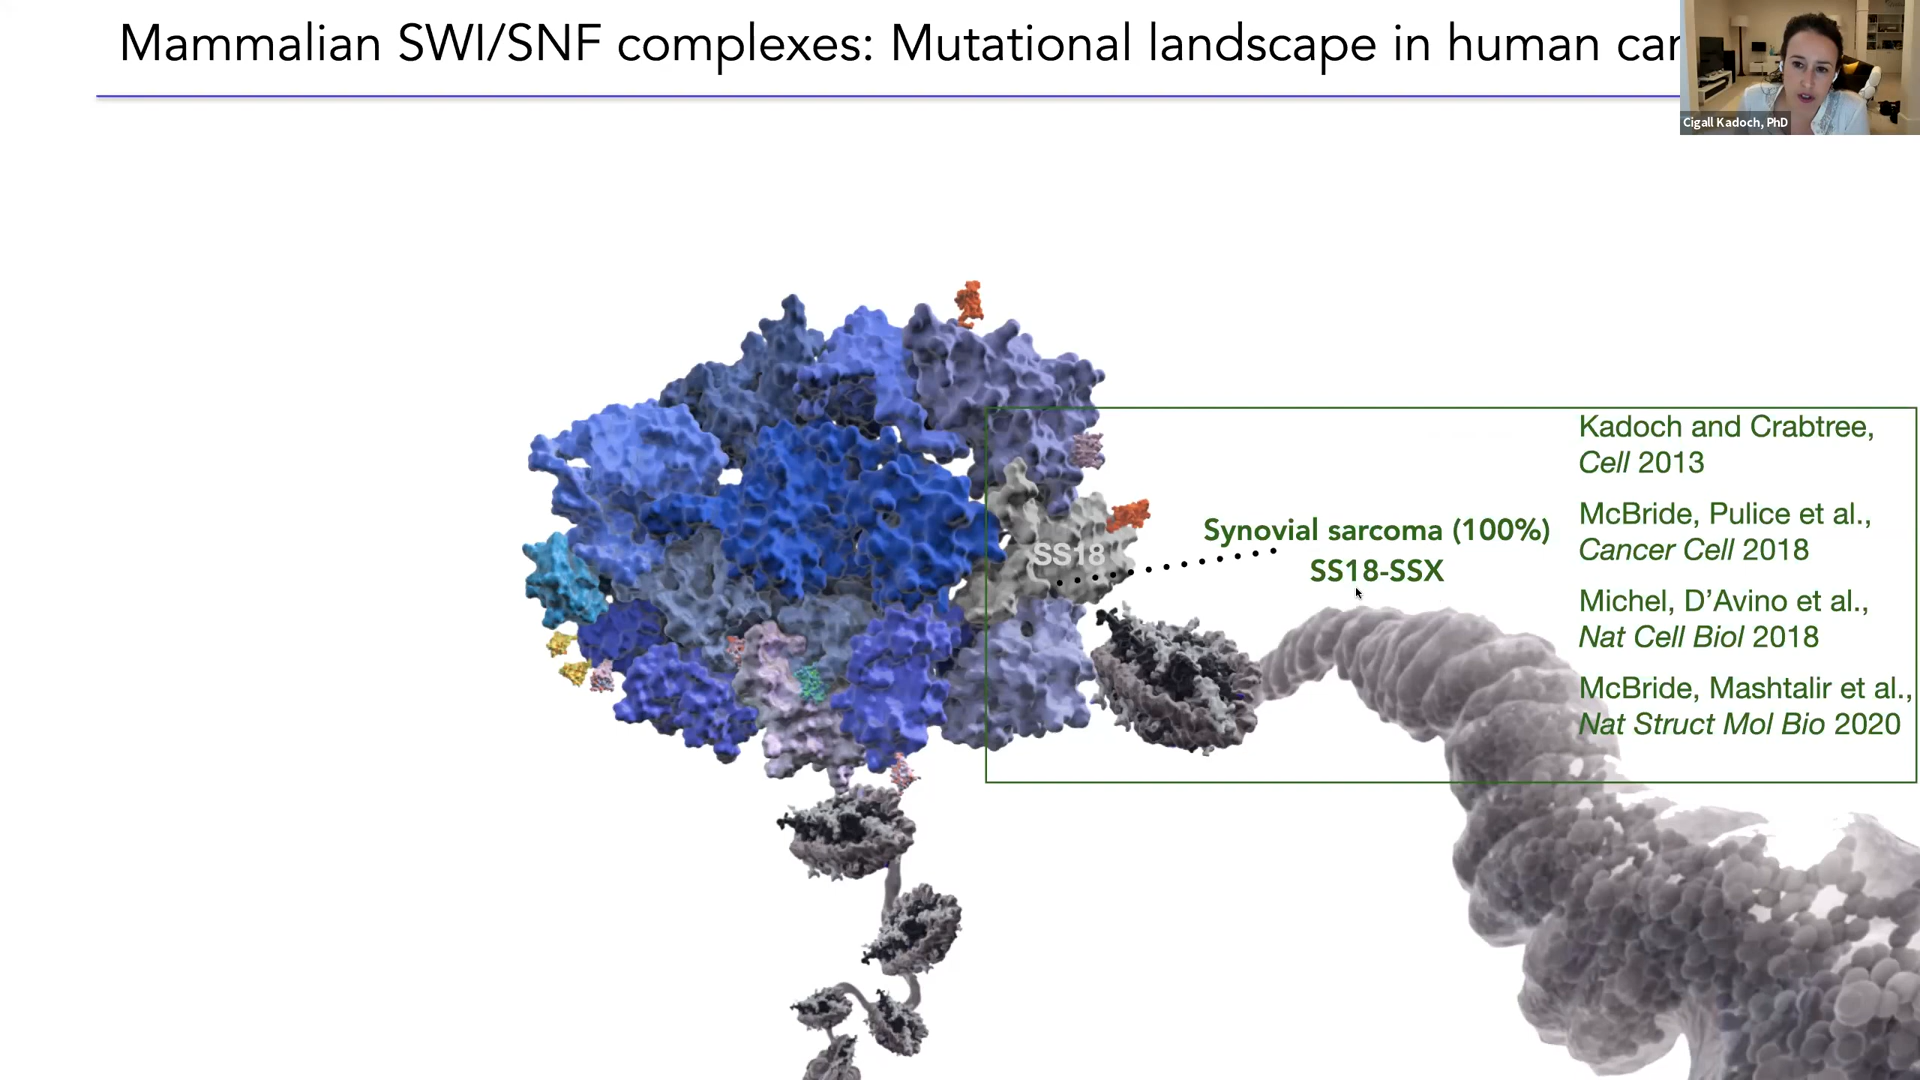 Mammalian SWI/SNF complexes: Mutational landscape in human can
Cigall Kadoch, PhD
Kadoch and Crabtree,
Cell 2013
McBride, Pulice et al.,
Cancer Cell 2018
Synovial sarcoma (100%)
SS18-SSX
SS18
Michel, D'Avino et al.,
Nat Cell Biol 2018
McBride, Mashtalir et al.,
Nat Struct Mol Bio 2020